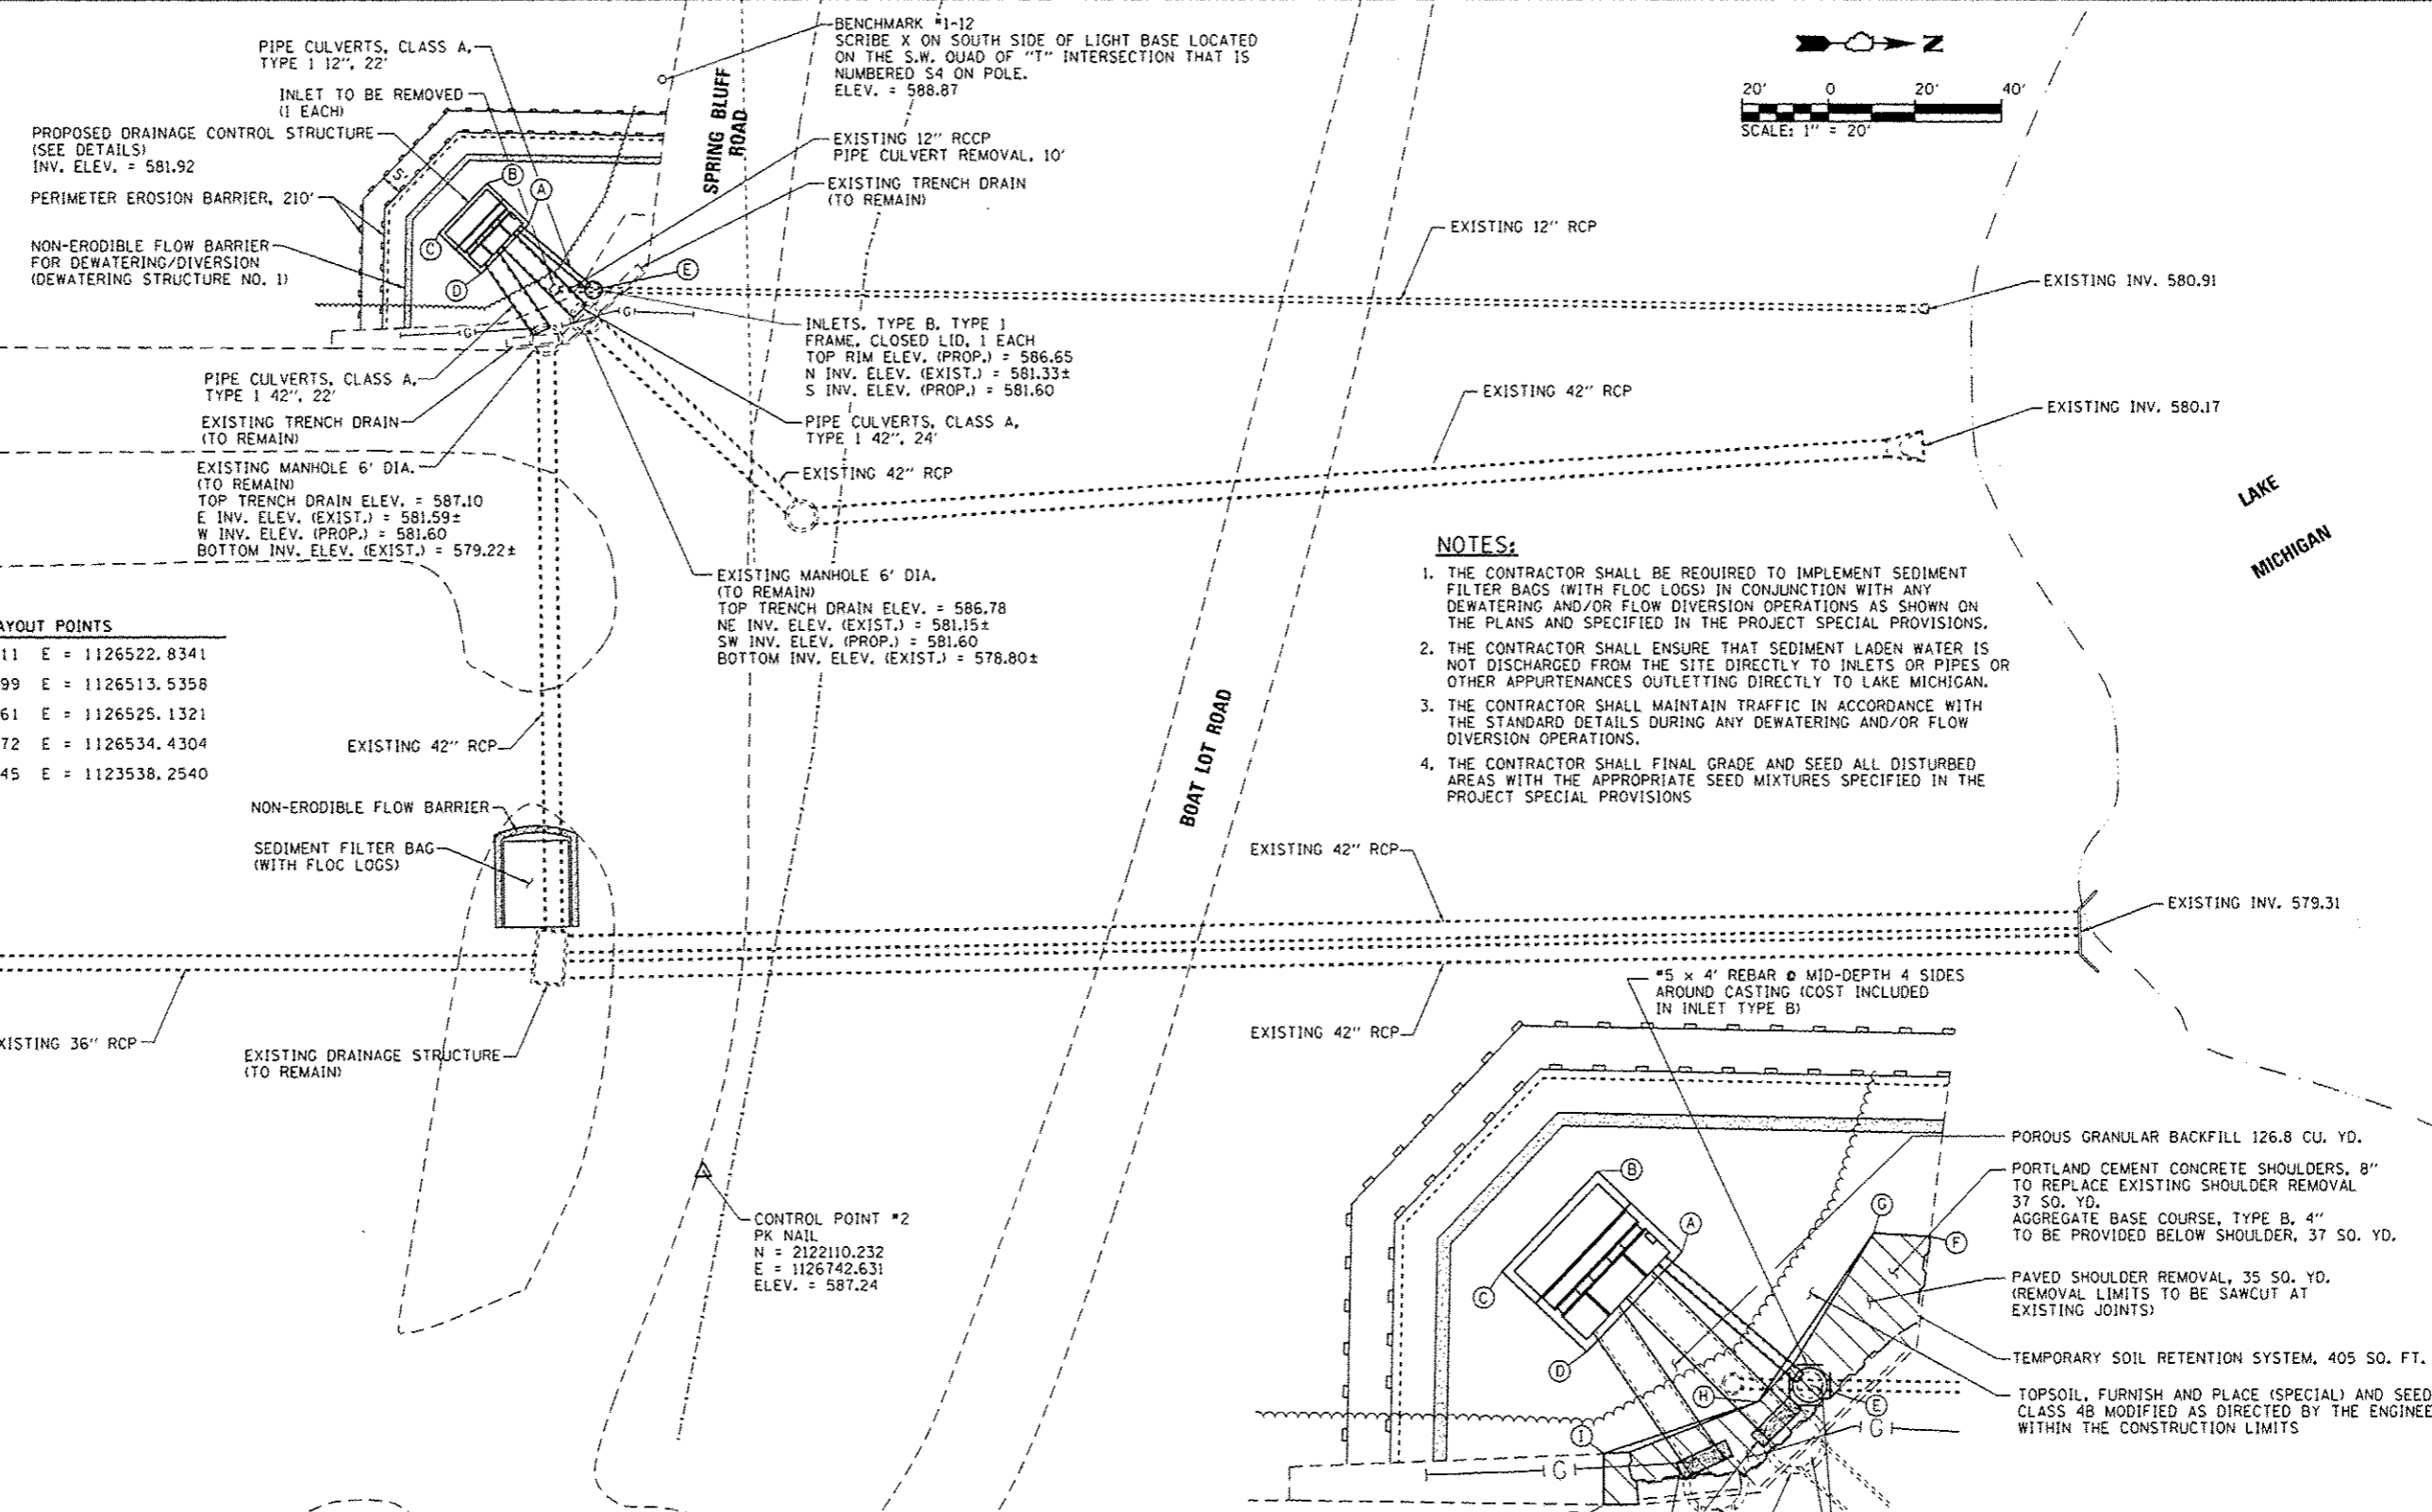 BENCHMARK #1-12
SCRIBE X ON SOUTH SIDE OF LIGHT BASE LOCATED
ON THE S.W. QUAD OF "T" INTERSECTION THAT IS
NUMBERED S4 ON POLE.
ELEV. = 588.87
PIPE CULVERTS, CLASS A,
TYPE 1 12", 22'
INLET TO BE REMOVED
(1 EACH)
PROPOSED DRAINAGE CONTROL STRUCTURE
(SEE DETAILS)
INV. ELEV. = 581.92
PERIMETER EROSION BARRIER, 210'
NON-ERODIBLE FLOW BARRIER
FOR DEWATERING/DIVERSION
(DEWATERING STRUCTURE NO. 1)
5'
B
A
C
D
E
G
G
SPRING BLUFF
ROAD
EXISTING 12" RCCP
PIPE CULVERT REMOVAL, 10'
EXISTING TRENCH DRAIN
(TO REMAIN)
N
20' 0 20' 40'
SCALE: 1" = 20'
EXISTING 12" RCP
EXISTING INV. 580.91
INLETS, TYPE B, TYPE 1
FRAME, CLOSED LID, 1 EACH
TOP RIM ELEV. (PROP.) = 586.65
N INV. ELEV. (EXIST.) = 581.33±
S INV. ELEV. (PROP.) = 581.60
PIPE CULVERTS, CLASS A,
TYPE 1 42", 22'
EXISTING TRENCH DRAIN
(TO REMAIN)
EXISTING MANHOLE 6' DIA.
(TO REMAIN)
TOP TRENCH DRAIN ELEV. = 587.10
E INV. ELEV. (EXIST.) = 581.59±
W INV. ELEV. (PROP.) = 581.60
BOTTOM INV. ELEV. (EXIST.) = 579.22±
PIPE CULVERTS, CLASS A,
TYPE 1 42", 24'
EXISTING 42" RCP
EXISTING 42" RCP
EXISTING INV. 580.17
LAKE
MICHIGAN
EXISTING MANHOLE 6' DIA.
(TO REMAIN)
TOP TRENCH DRAIN ELEV. = 586.78
NE INV. ELEV. (EXIST.) = 581.15±
SW INV. ELEV. (PROP.) = 581.60
BOTTOM INV. ELEV. (EXIST.) = 578.80±
NOTES:
1. THE CONTRACTOR SHALL BE REQUIRED TO IMPLEMENT SEDIMENT
FILTER BAGS (WITH FLOC LOGS) IN CONJUNCTION WITH ANY
DEWATERING AND/OR FLOW DIVERSION OPERATIONS AS SHOWN ON
THE PLANS AND SPECIFIED IN THE PROJECT SPECIAL PROVISIONS.
2. THE CONTRACTOR SHALL ENSURE THAT SEDIMENT LADEN WATER IS
NOT DISCHARGED FROM THE SITE DIRECTLY TO INLETS OR PIPES OR
OTHER APPURTENANCES OUTLETTING DIRECTLY TO LAKE MICHIGAN.
3. THE CONTRACTOR SHALL MAINTAIN TRAFFIC IN ACCORDANCE WITH
THE STANDARD DETAILS DURING ANY DEWATERING AND/OR FLOW
DIVERSION OPERATIONS.
4. THE CONTRACTOR SHALL FINAL GRADE AND SEED ALL DISTURBED
AREAS WITH THE APPROPRIATE SEED MIXTURES SPECIFIED IN THE
PROJECT SPECIAL PROVISIONS
AYOUT POINTS
11 E = 1126522.8341
99 E = 1126513.5358
61 E = 1126525.1321
72 E = 1126534.4304
45 E = 1123538.2540
EXISTING 42" RCP
NON-ERODIBLE FLOW BARRIER
SEDIMENT FILTER BAG
(WITH FLOC LOGS)
BOAT LOT ROAD
EXISTING 42" RCP
EXISTING INV. 579.31
EXISTING 42" RCP
XISTING 36" RCP
EXISTING DRAINAGE STRUCTURE
(TO REMAIN)
CONTROL POINT #2
PK NAIL
N = 2122110.232
E = 1126742.631
ELEV. = 587.24
#5 x 4' REBAR @ MID-DEPTH 4 SIDES
AROUND CASTING (COST INCLUDED
IN INLET TYPE B)
POROUS GRANULAR BACKFILL 126.8 CU. YD.
PORTLAND CEMENT CONCRETE SHOULDERS, 8"
TO REPLACE EXISTING SHOULDER REMOVAL
37 SQ. YD.
AGGREGATE BASE COURSE, TYPE B, 4"
TO BE PROVIDED BELOW SHOULDER, 37 SQ. YD.
PAVED SHOULDER REMOVAL, 35 SQ. YD.
(REMOVAL LIMITS TO BE SAWCUT AT
EXISTING JOINTS)
TEMPORARY SOIL RETENTION SYSTEM, 405 SQ. FT.
TOPSOIL, FURNISH AND PLACE (SPECIAL) AND SEED
CLASS 4B MODIFIED AS DIRECTED BY THE ENGINEE
WITHIN THE CONSTRUCTION LIMITS
B
A
G
F
C
D
H
E
I
G
G